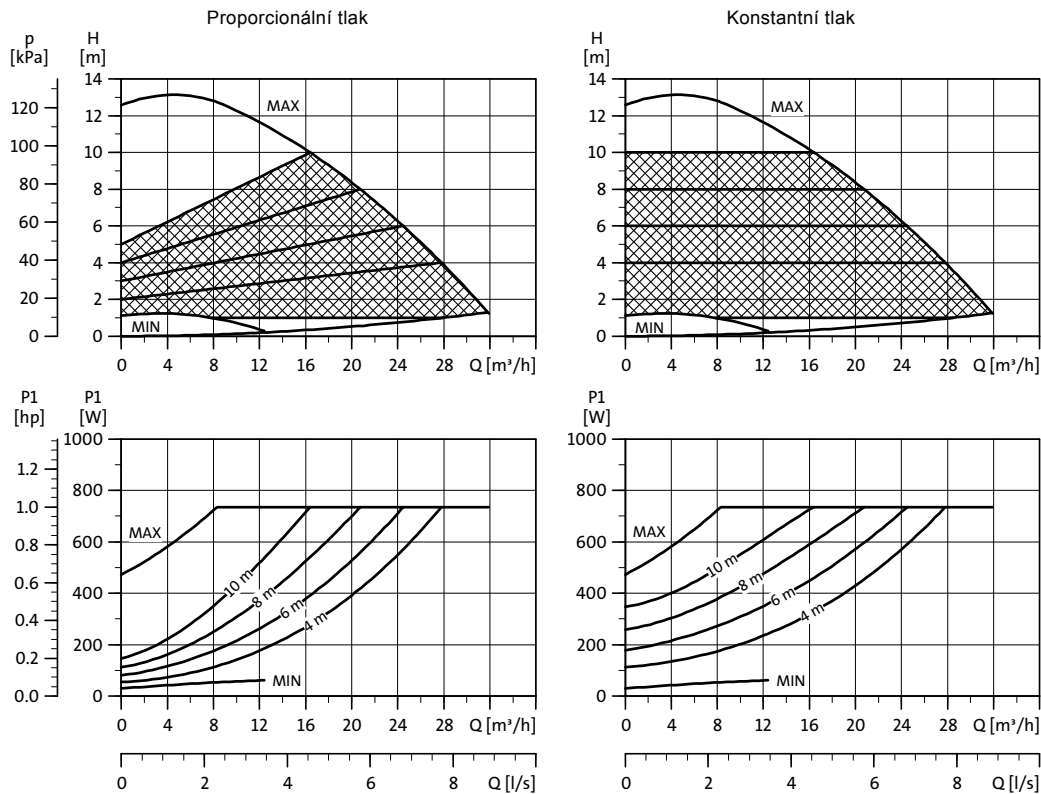 Proporcionální tlak
Konstantní tlak
p
[kPa]
H
[m]
H
[m]
14
12
10
8
6
4
2
0
120
100
80
60
40
20
0
MAX
MIN
0 4 8 12 16 20 24 28 Q [m³/h]
14
12
10
8
6
4
2
0
MAX
MIN
0 4 8 12 16 20 24 28 Q [m³/h]
P1
[hp]
P1
[W]
P1
[W]
1.2
1.0
0.8
0.6
0.4
0.2
0.0
1000
800
600
400
200
0
MAX
10 m
8 m
6 m
4 m
MIN
0 4 8 12 16 20 24 28 Q [m³/h]
0 2 4 6 8 Q [l/s]
1000
800
600
400
200
0
MAX
10 m
8 m
6 m
4 m
MIN
0 4 8 12 16 20 24 28 Q [m³/h]
0 2 4 6 8 Q [l/s]